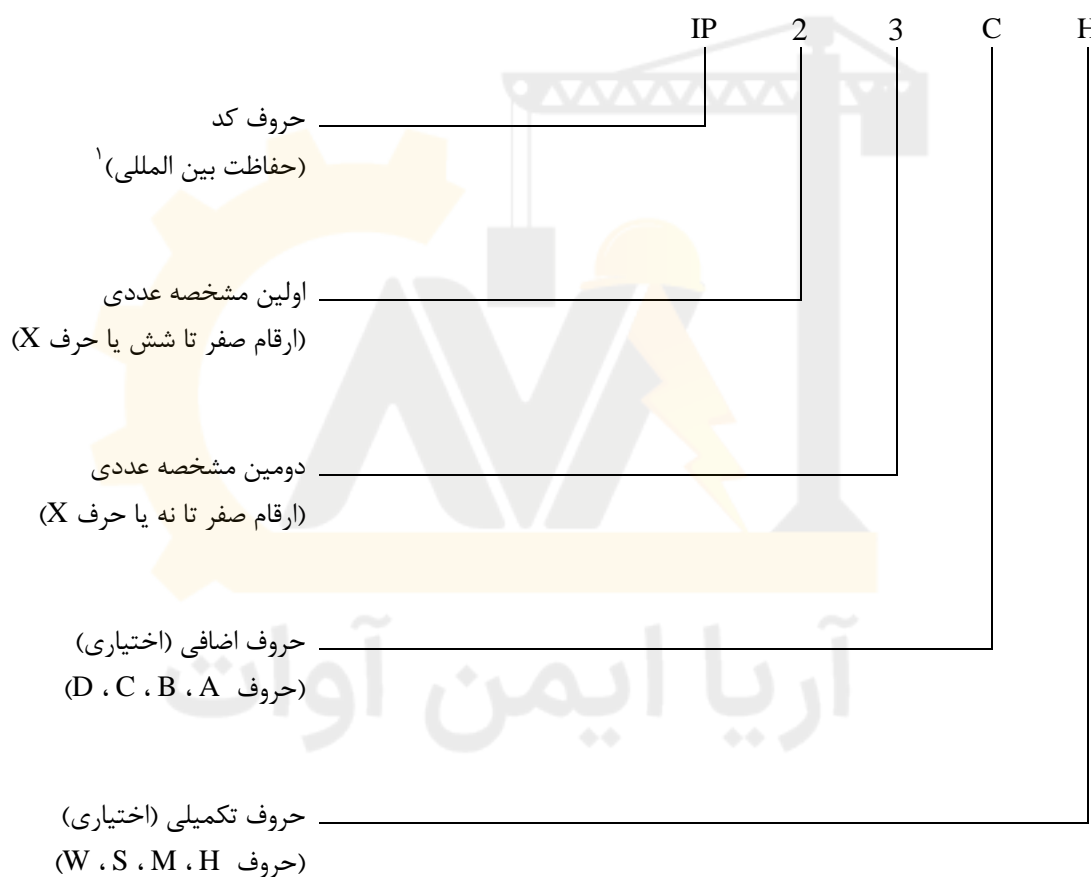 IP 2 3 C H
حروف کد
(حفاظت بین المللی)۱
اولین مشخصه عددی
(ارقام صفر تا شش یا حرف X)
دومین مشخصه عددی
(ارقام صفر تا نه یا حرف X)
حروف اضافی (اختیاری)
(حروف A ، B ، C ، D)
آریا ایمن آوات
حروف تکمیلی (اختیاری)
(حروف H ، M ، S ، W)